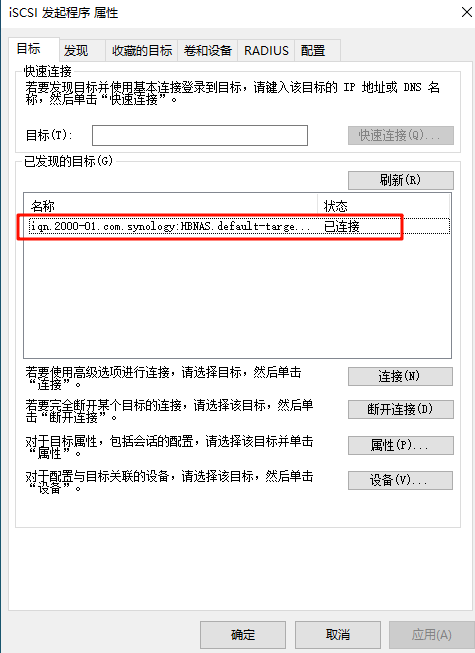 iSCSI 发起程序 属性
目标 发现 收藏的目标 卷和设备 RADIUS 配置
快速连接
若要发现目标并使用基本连接登录到目标，请键入该目标的 IP 地址或 DNS 名
称，然后单击“快速连接”。
目标(T):
快速连接(Q)...
已发现的目标(G)
刷新(R)
名称 状态
iqn.2000-01.com.synology:HBNAS.default-targe... 已连接
若要使用高级选项进行连接，请选择目标，然后单击
“连接”。
连接(N)
若要完全断开某个目标的连接，请选择该目标，然后单
击“断开连接”。
断开连接(D)
对于目标属性，包括会话的配置，请选择该目标并单击
“属性”。
属性(P)...
对于配置与目标关联的设备，请选择该目标，然后单击
“设备”。
设备(V)...
确定 取消 应用(A)